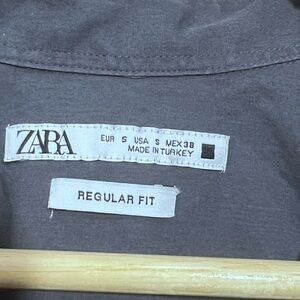 ZARA
EUR S USA S MEX 38
MADE IN TURKEY
REGULAR FIT